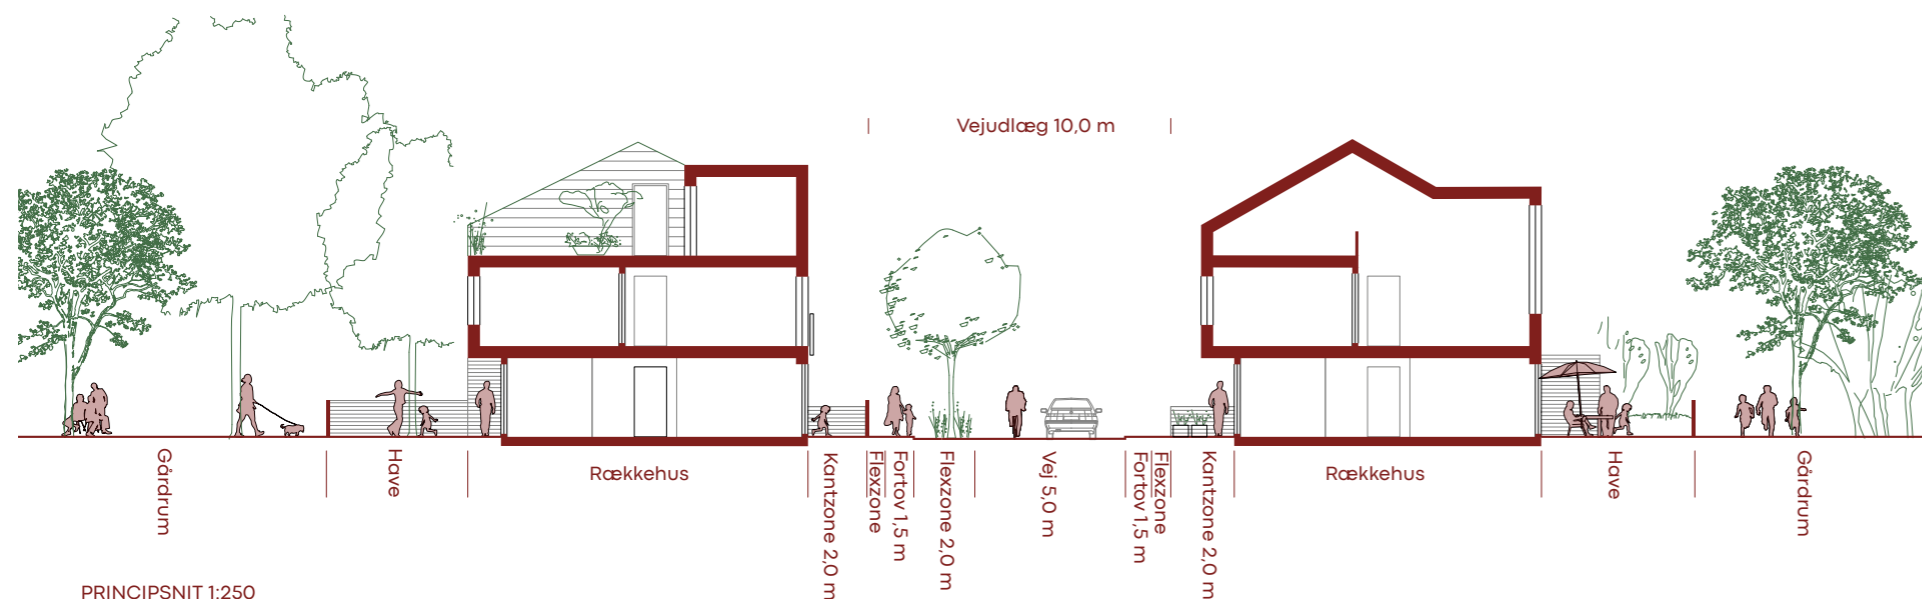 Vejudlæg 10,0 m
Gårdrum
Have
Rækkehus
Kantzone 2,0 m
Flexzone
Fortov 1,5 m
Flexzone 2,0 m
Vej 5,0 m
Fortov 1,5 m
Flexzone
Kantzone 2,0 m
Rækkehus
Have
Gårdrum
PRINCIPSNIT 1:250